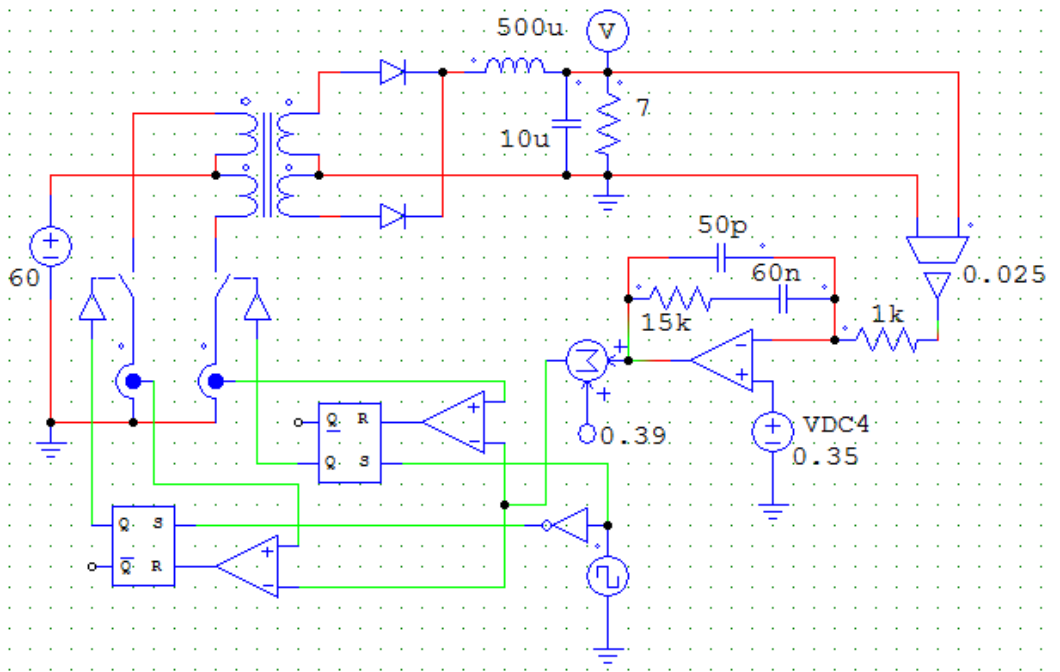 500u
V
7
10u
60
50p
60n
0.025
15k
1k
Σ
+
+
-
+
0.39
VDC4
0.35
Q R
Q S
+
-
Q S
Q R
+
-